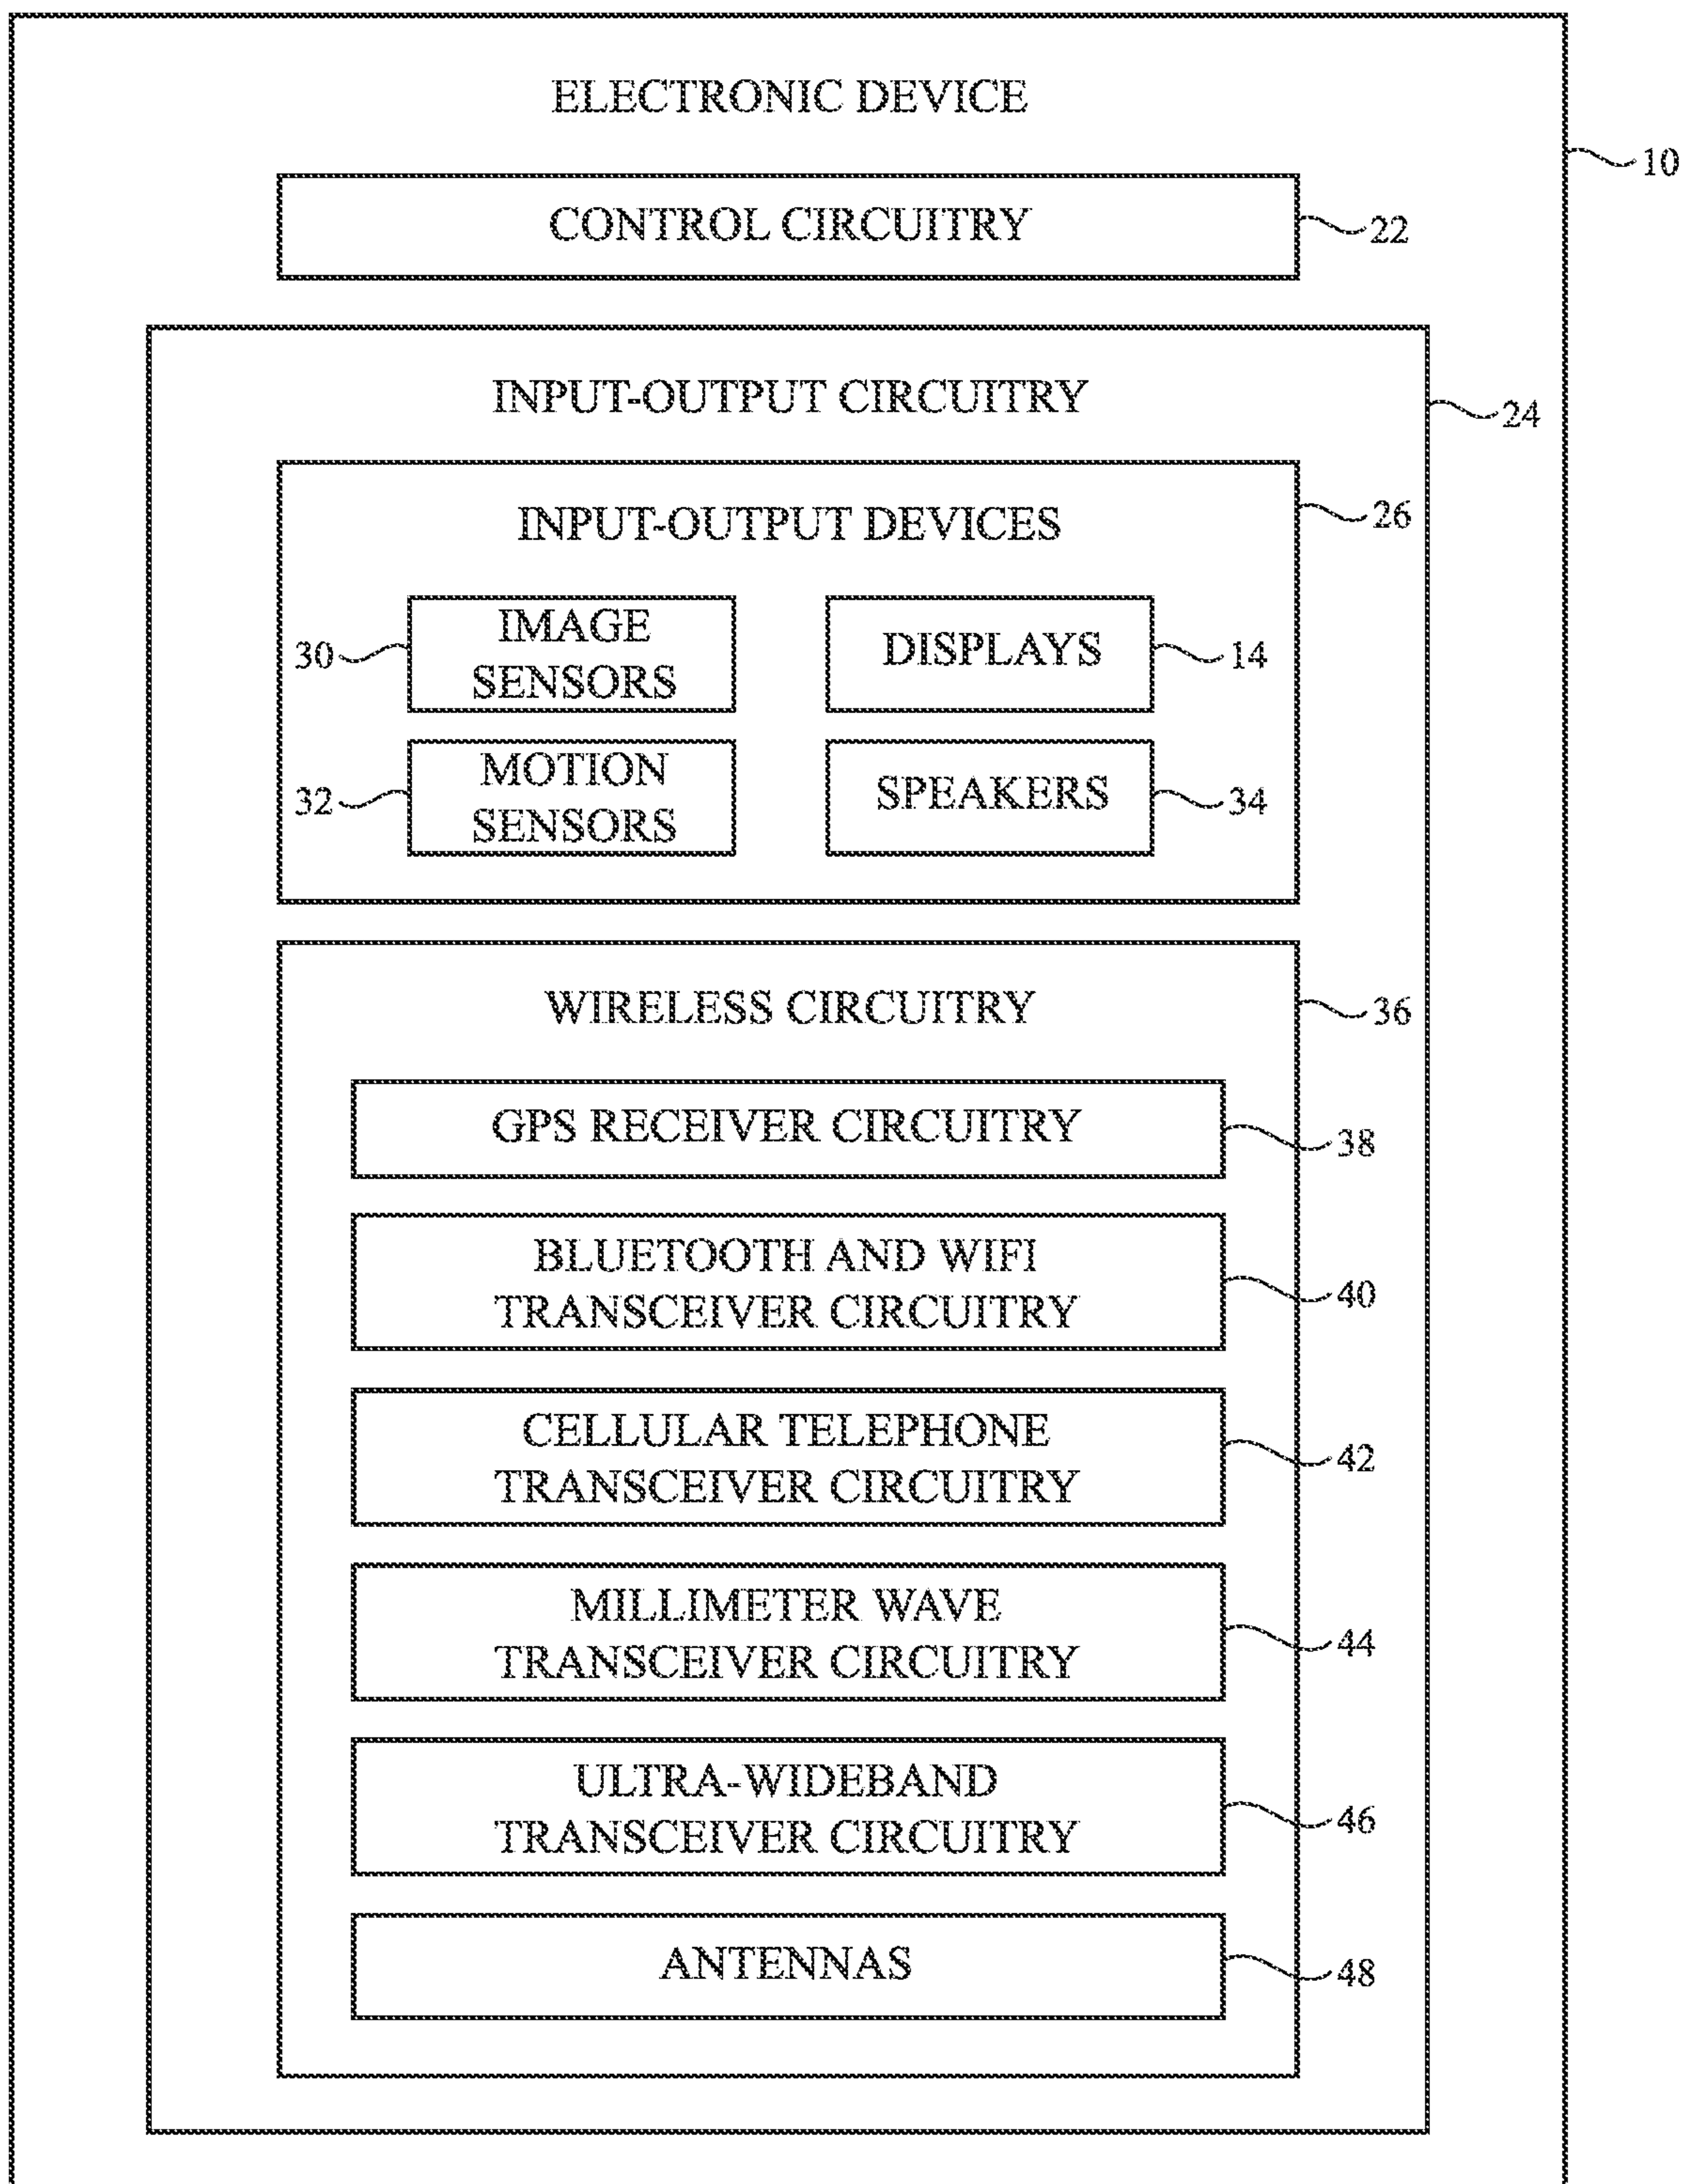 ELECTRONIC DEVICE
10
CONTROL CIRCUITRY
22
INPUT-OUTPUT CIRCUITRY
24
INPUT-OUTPUT DEVICES
26
IMAGE
SENSORS
30
DISPLAYS
14
MOTION
SENSORS
32
SPEAKERS
34
WIRELESS CIRCUITRY
36
GPS RECEIVER CIRCUITRY
38
BLUETOOTH AND WIFI
TRANSCEIVER CIRCUITRY
40
CELLULAR TELEPHONE
TRANSCEIVER CIRCUITRY
42
MILLIMETER WAVE
TRANSCEIVER CIRCUITRY
44
ULTRA-WIDEBAND
TRANSCEIVER CIRCUITRY
46
ANTENNAS
48